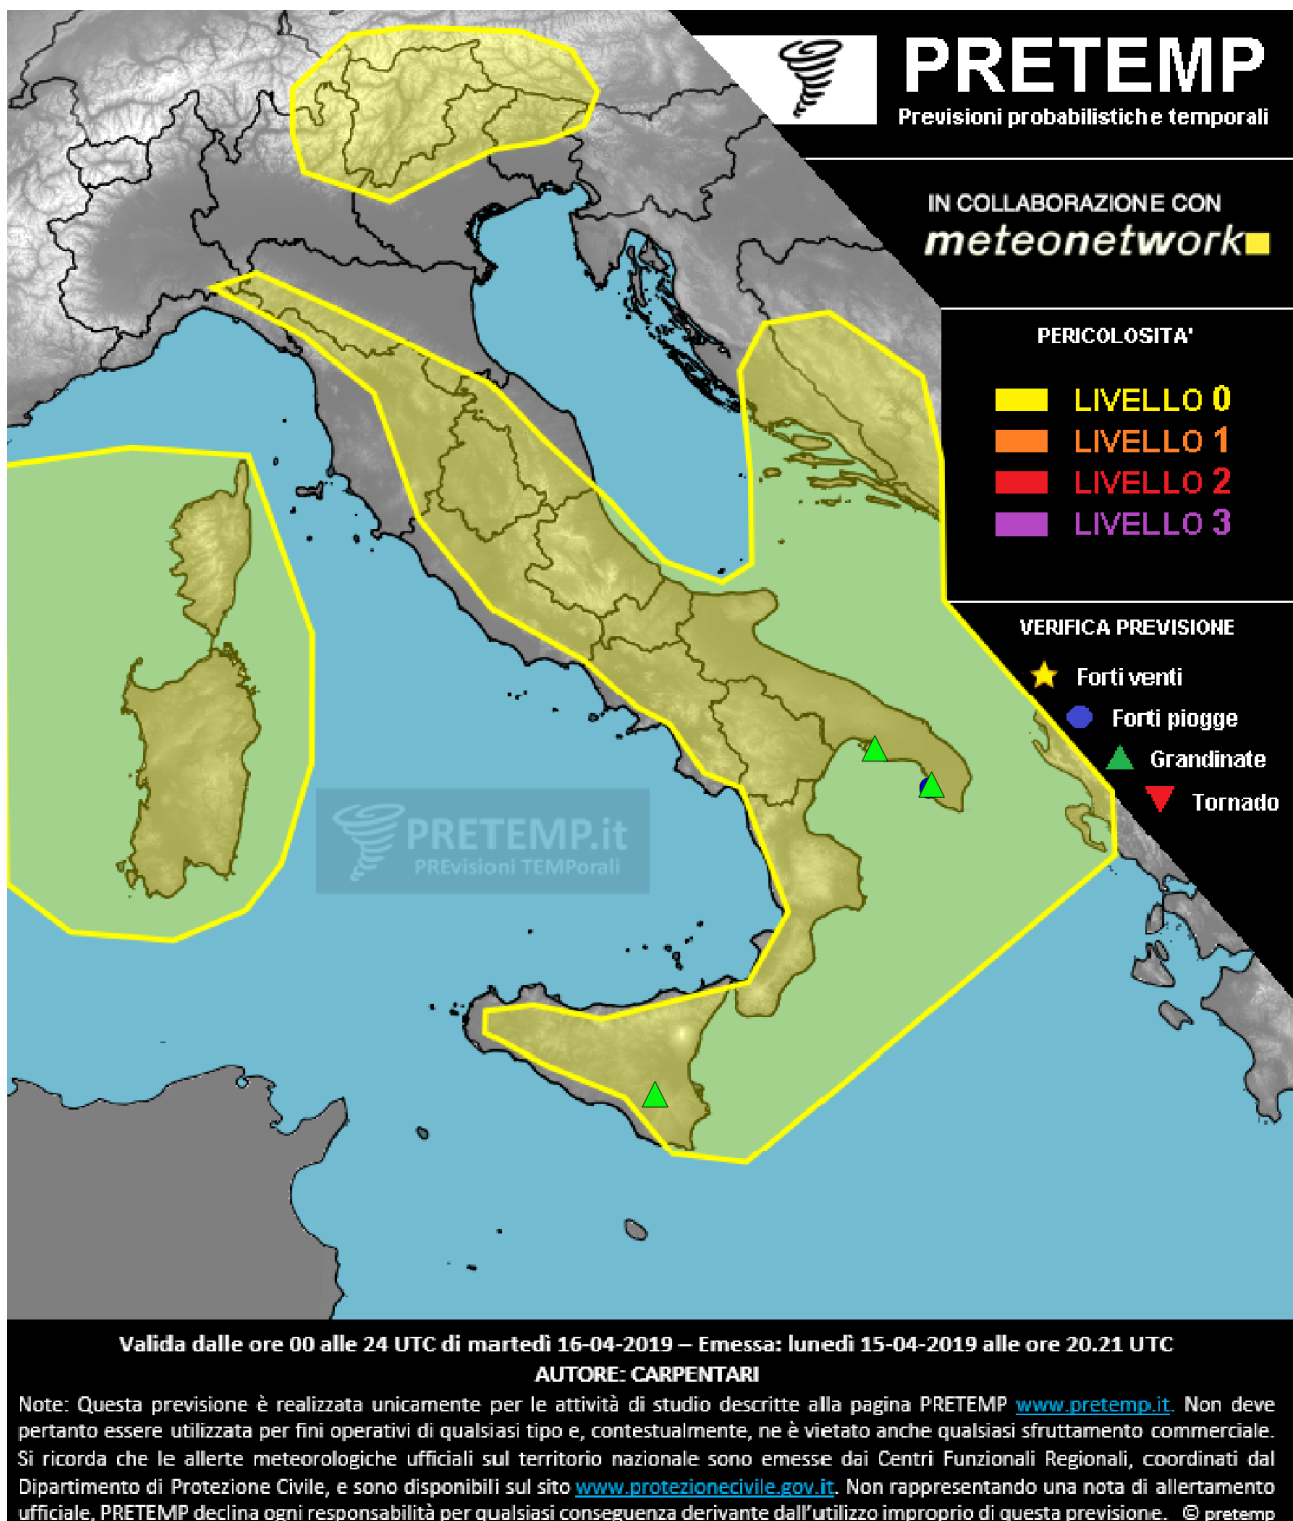 PRETEMP
Previsioni probabilistiche temporali
IN COLLABORAZIONE CON
meteonetwork
PERICOLOSITA'
LIVELLO 0
LIVELLO 1
LIVELLO 2
LIVELLO 3
VERIFICA PREVISIONE
Forti venti
Forti piogge
Grandinate
Tornado
PRETEMP.it
PREvisioni TEMPorali
Valida dalle ore 00 alle 24 UTC di martedì 16-04-2019 – Emessa: lunedì 15-04-2019 alle ore 20.21 UTC
AUTORE: CARPENTARI
Note: Questa previsione è realizzata unicamente per le attività di studio descritte alla pagina PRETEMP www.pretemp.it. Non deve
pertanto essere utilizzata per fini operativi di qualsiasi tipo e, contestualmente, ne è vietato anche qualsiasi sfruttamento commerciale.
Si ricorda che le allerte meteorologiche ufficiali sul territorio nazionale sono emesse dai Centri Funzionali Regionali, coordinati dal
Dipartimento di Protezione Civile, e sono disponibili sul sito www.protezionecivile.gov.it. Non rappresentando una nota di allertamento
ufficiale, PRETEMP declina ogni responsabilità per qualsiasi conseguenza derivante dall'utilizzo improprio di questa previsione. © pretemp